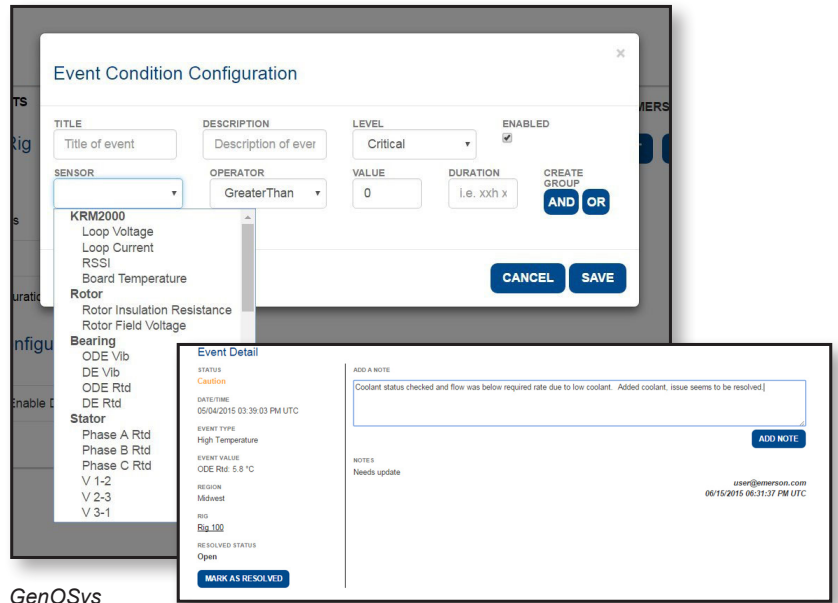 ×
Event Condition Configuration
TITLE
DESCRIPTION
LEVEL
ENABLED
Title of event
Description of ever
Critical
SENSOR
OPERATOR
VALUE
DURATION
CREATE GROUP
GreaterThan
0
i.e. xxh x
AND OR
KRM2000
Loop Voltage
Loop Current
RSSI
Board Temperature
Rotor
Rotor Insulation Resistance
Rotor Field Voltage
Bearing
ODE Vib
DE Vib
ODE Rtd
DE Rtd
Stator
Phase A Rtd
Phase B Rtd
Phase C Rtd
V 1-2
V 2-3
V 3-1
CANCEL SAVE
Event Detail
STATUS
Caution
DATE/TIME
05/04/2015 03:39:03 PM UTC
EVENT TYPE
High Temperature
EVENT VALUE
ODE Rtd: 5.8 °C
REGION
Midwest
RIG
Rig 100
RESOLVED STATUS
Open
MARK AS RESOLVED
ADD A NOTE
Coolant status checked and flow was below required rate due to low coolant. Added coolant, issue seems to be resolved.
ADD NOTE
NOTES
Needs update
user@emerson.com
06/15/2015 06:31:37 PM UTC
GenOSys